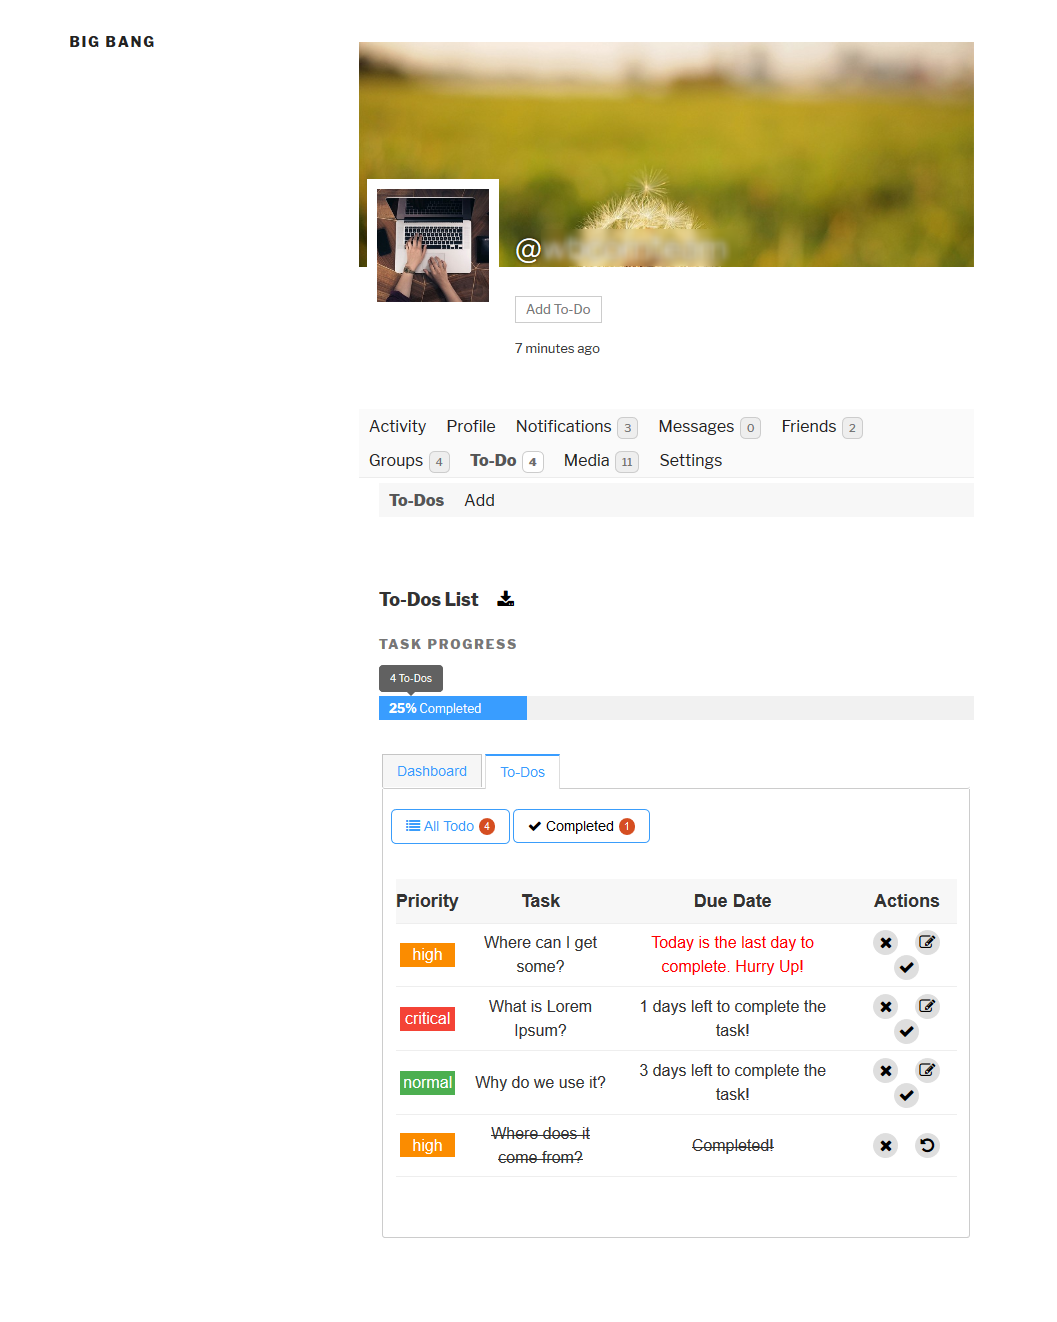 BIG BANG
@
Add To-Do
7 minutes ago
Activity Profile Notifications 3 Messages 0 Friends 2
Groups 4 To-Do 4 Media 11 Settings
To-Dos Add
To-Dos List
TASK PROGRESS
4 To-Dos
25% Completed
Dashboard To-Dos
All Todo 4 Completed 1
Priority Task Due Date Actions
high Where can I get some? Today is the last day to complete. Hurry Up!
critical What is Lorem Ipsum? 1 days left to complete the task!
normal Why do we use it? 3 days left to complete the task!
high Where does it come from? Completed!